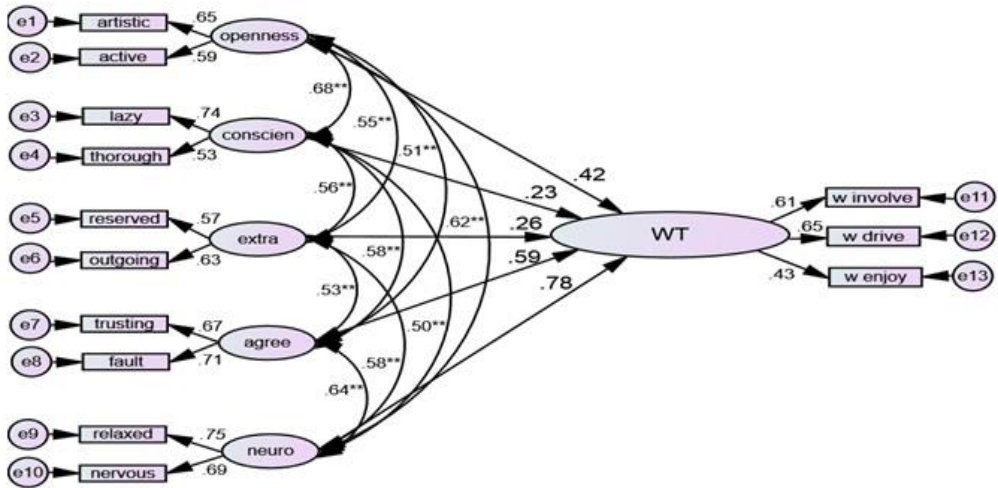 e1
artistic
.65
openness
e2
active
.59
.68**
e3
lazy
.74
conscien
e4
thorough
.53
.55**
.51**
.56**
.62**
e5
reserved
.57
extra
e6
outgoing
.63
.58**
.53**
e7
trusting
.67
agree
e8
fault
.71
.50**
.58**
.64**
e9
relaxed
.75
neuro
e10
nervous
.69
.42
.23
.26
.59
.78
WT
.61
w involve
e11
.65
w drive
e12
.43
w enjoy
e13